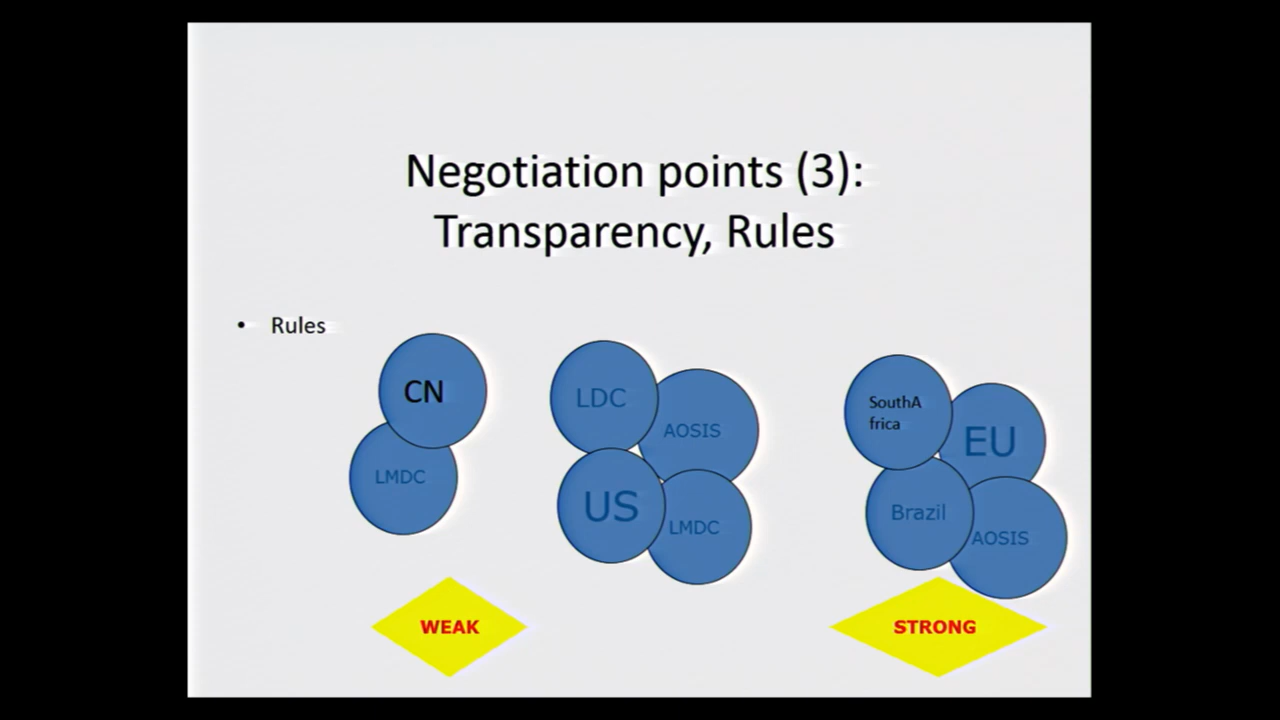 Negotiation points (3):
Transparency, Rules
• Rules
CN
LMDC
LDC
AOSIS
US
LMDC
SouthA
frica
EU
Brazil
AOSIS
WEAK
STRONG